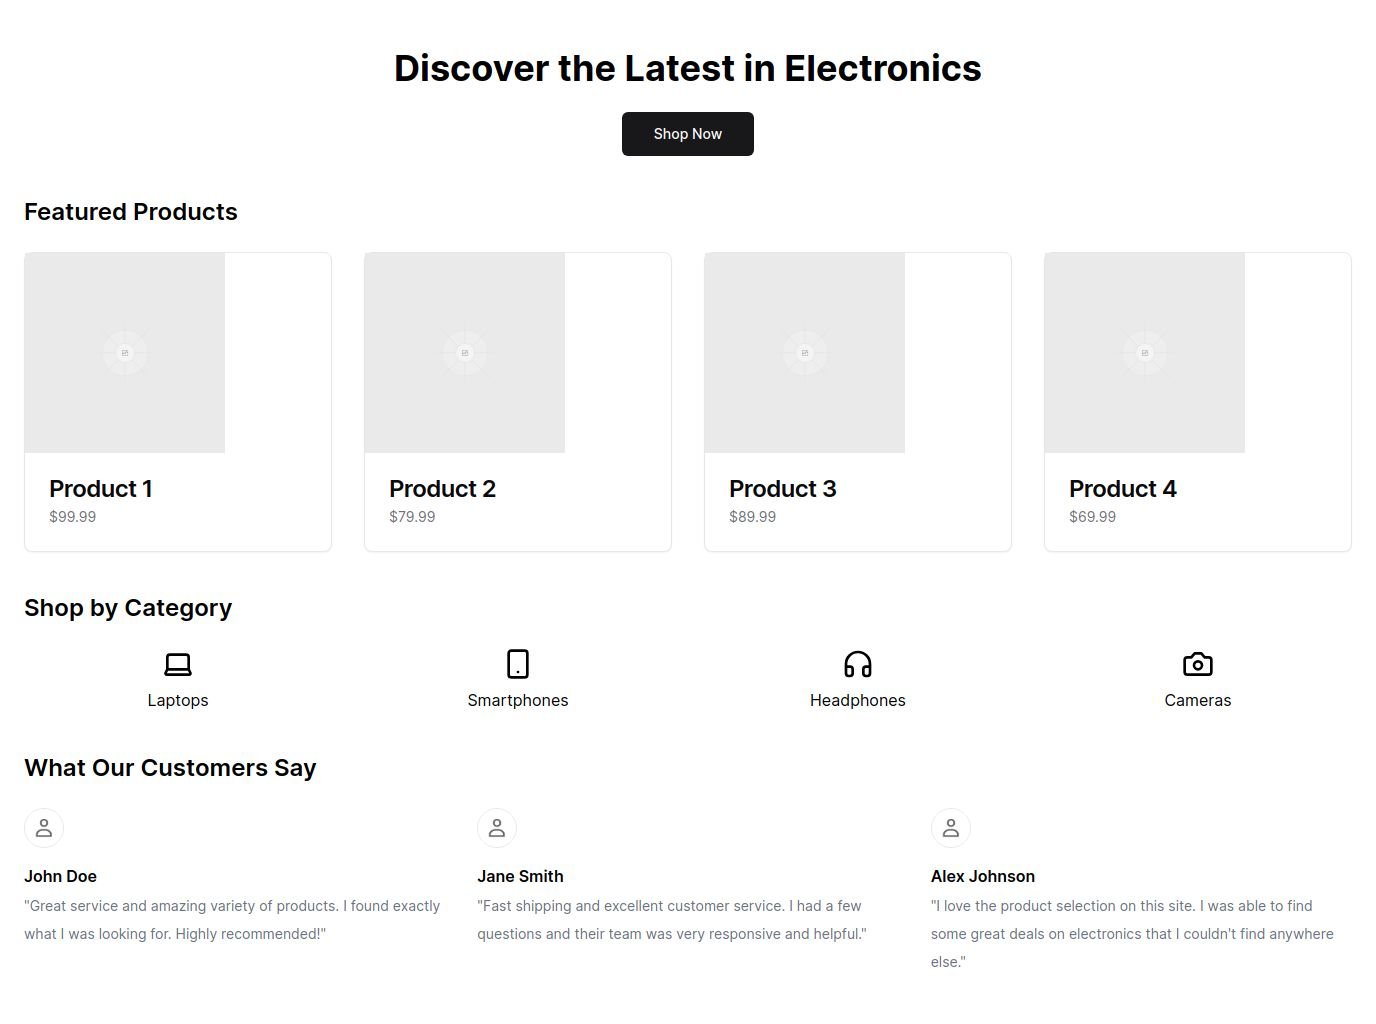 Discover the Latest in Electronics
Shop Now
Featured Products
Product 1
$99.99
Product 2
$79.99
Product 3
$89.99
Product 4
$69.99
Shop by Category
Laptops
Smartphones
Headphones
Cameras
What Our Customers Say
John Doe
"Great service and amazing variety of products. I found exactly
what I was looking for. Highly recommended!"
Jane Smith
"Fast shipping and excellent customer service. I had a few
questions and their team was very responsive and helpful."
Alex Johnson
"I love the product selection on this site. I was able to find
some great deals on electronics that I couldn't find anywhere
else."